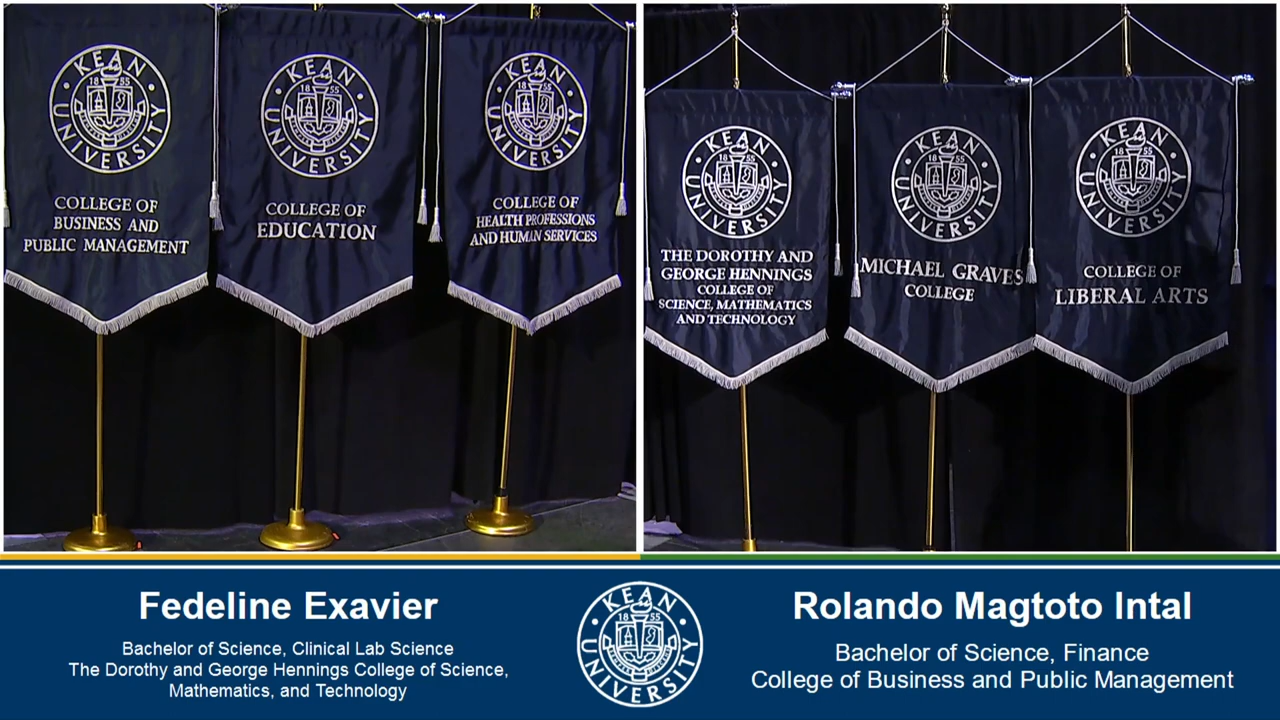 KEAN UNIVERSITY
1855
COLLEGE OF
BUSINESS AND
PUBLIC MANAGEMENT
KEAN UNIVERSITY
1855
COLLEGE OF
EDUCATION
KEAN UNIVERSITY
1855
COLLEGE OF
HEALTH PROFESSIONS
AND HUMAN SERVICES
KEAN UNIVERSITY
1855
THE DOROTHY AND
GEORGE HENNINGS
COLLEGE OF
SCIENCE, MATHEMATICS
AND TECHNOLOGY
KEAN UNIVERSITY
1855
MICHAEL GRAVES
COLLEGE
KEAN UNIVERSITY
1855
COLLEGE OF
LIBERAL ARTS
Fedeline Exavier
Bachelor of Science, Clinical Lab Science
The Dorothy and George Hennings College of Science,
Mathematics, and Technology
KEAN UNIVERSITY
1855
Rolando Magtoto Intal
Bachelor of Science, Finance
College of Business and Public Management